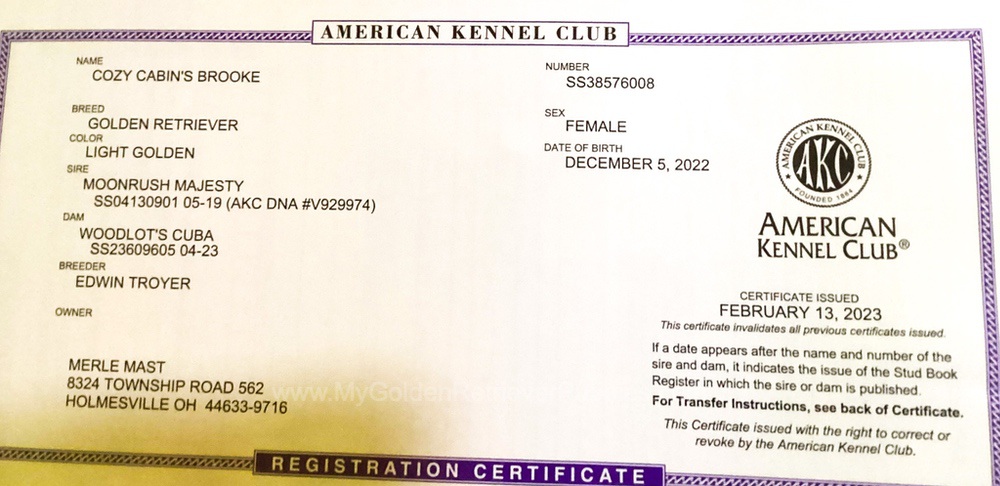 AMERICAN KENNEL CLUB
NAME
COZY CABIN'S BROOKE
BREED
GOLDEN RETRIEVER
COLOR
LIGHT GOLDEN
SIRE
MOONRUSH MAJESTY
SS04130901 05-19 (AKC DNA #V929974)
DAM
WOODLOT'S CUBA
SS23609605 04-23
BREEDER
EDWIN TROYER
OWNER
MERLE MAST
8324 TOWNSHIP ROAD 562
HOLMESVILLE OH 44633-9716
NUMBER
SS38576008
SEX
FEMALE
DATE OF BIRTH
DECEMBER 5, 2022
AMERICAN KENNEL CLUB
AKC
FOUNDED 1884
AMERICAN
KENNEL CLUB®
CERTIFICATE ISSUED
FEBRUARY 13, 2023
This certificate invalidates all previous certificates issued.
If a date appears after the name and number of the
sire and dam, it indicates the issue of the Stud Book
Register in which the sire or dam is published.
For Transfer Instructions, see back of Certificate.
This Certificate issued with the right to correct or
revoke by the American Kennel Club.
REGISTRATION CERTIFICATE